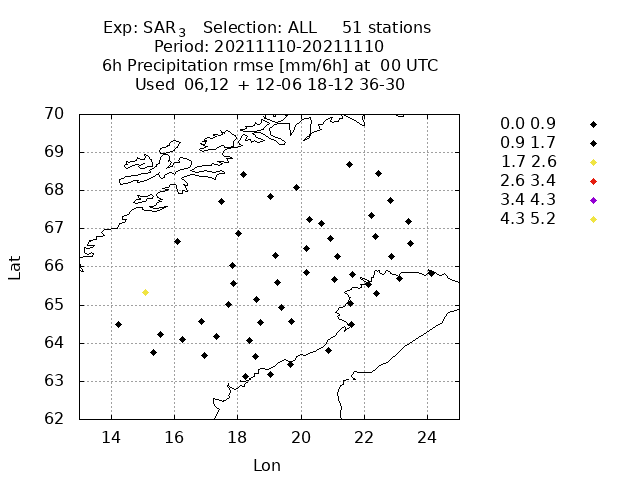 Exp: SAR3 Selection: ALL 51 stations
Period: 20211110-20211110
6h Precipitation rmse [mm/6h] at 00 UTC
Used 06,12 + 12-06 18-12 36-30
70
69
68
67
66
65
64
63
62
14 16 18 20 22 24
Lat
Lon
0.0 0.9
0.9 1.7
1.7 2.6
2.6 3.4
3.4 4.3
4.3 5.2